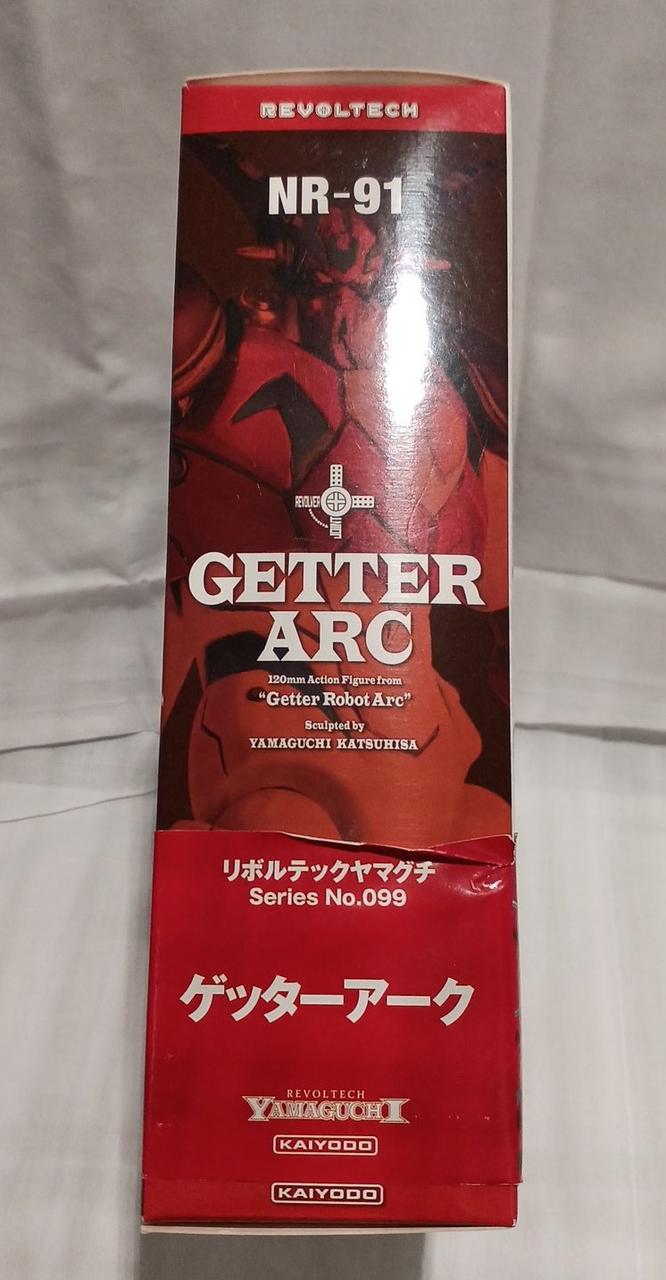 REVOLTECH
NR-91
REVOLVER
JOINT
GETTER
ARC
120mm Action Figure from
“Getter Robot Arc”
Sculpted by
YAMAGUCHI KATSUHISA
リボルテックヤマグチ
Series No.099
ゲッターアーク
REVOLTECH
YAMAGUCHI
KAIYODO
KAIYODO